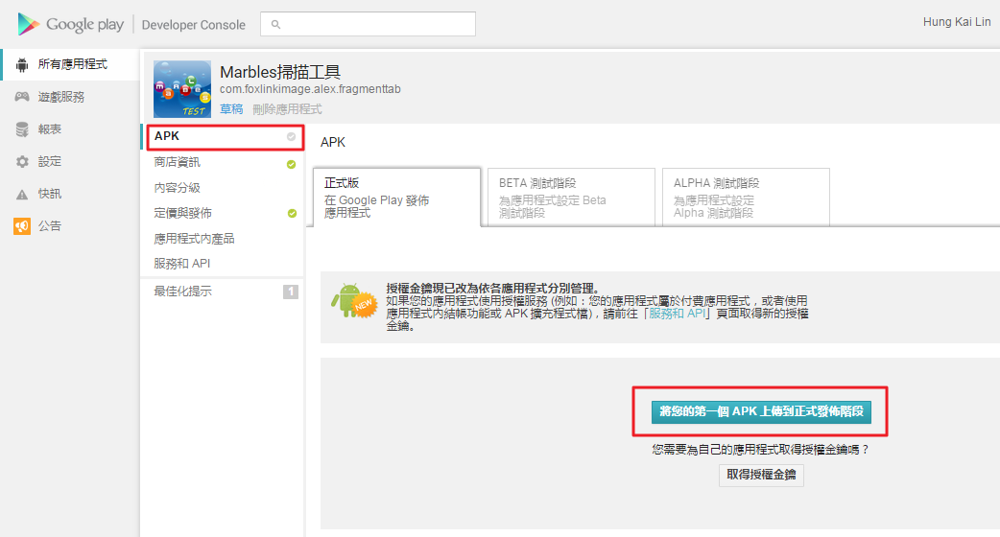 Google play Developer Console
Hung Kai Lin
所有應用程式
遊戲服務
報表
設定
快訊
公告
Marbles掃描工具
com.foxlinkimage.alex.fragmenttab
草稿 刪除應用程式
TEST
APK
商店資訊
內容分級
定價與發佈
應用程式內產品
服務和 API
最佳化提示 1
APK
正式版
在 Google Play 發佈
應用程式
BETA 測試階段
為應用程式設定 Beta
測試階段
ALPHA 測試階段
為應用程式設定
Alpha 測試階段
NEW
授權金鑰現已改為依各應用程式分別管理。
如果您的應用程式使用授權服務 (例如：您的應用程式屬於付費應用程式，或者使用
應用程式內結帳功能或 APK 擴充程式檔)，請前往「服務和 API」頁面取得新的授權
金鑰。
將您的第一個 APK 上傳到正式發佈階段
您需要為自己的應用程式取得授權金鑰嗎？
取得授權金鑰